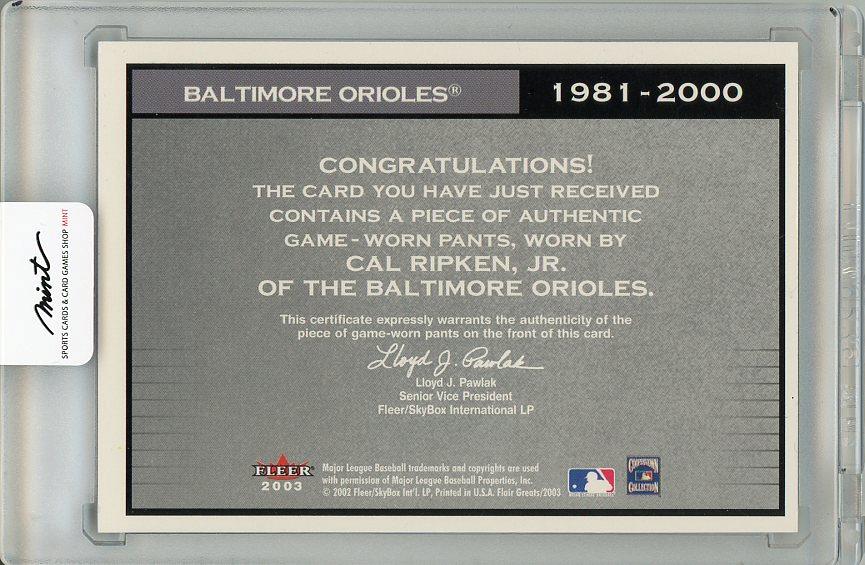 BALTIMORE ORIOLES®
1981-2000
CONGRATULATIONS!
THE CARD YOU HAVE JUST RECEIVED
CONTAINS A PIECE OF AUTHENTIC
GAME-WORN PANTS, WORN BY
CAL RIPKEN, JR.
OF THE BALTIMORE ORIOLES.
This certificate expressly warrants the authenticity of the
piece of game-worn pants on the front of this card.
Lloyd J. Pawlak
Lloyd J. Pawlak
Senior Vice President
Fleer/SkyBox International LP
FLEER
2003
Major League Baseball trademarks and copyrights are used
with permission of Major League Baseball Properties, Inc.
© 2002 Fleer/SkyBox Int'l. LP, Printed in U.S.A. Flair Greats/2003
COOPERSTOWN
COLLECTION
mint
SPORTS CARDS & CARD GAMES SHOP MINT